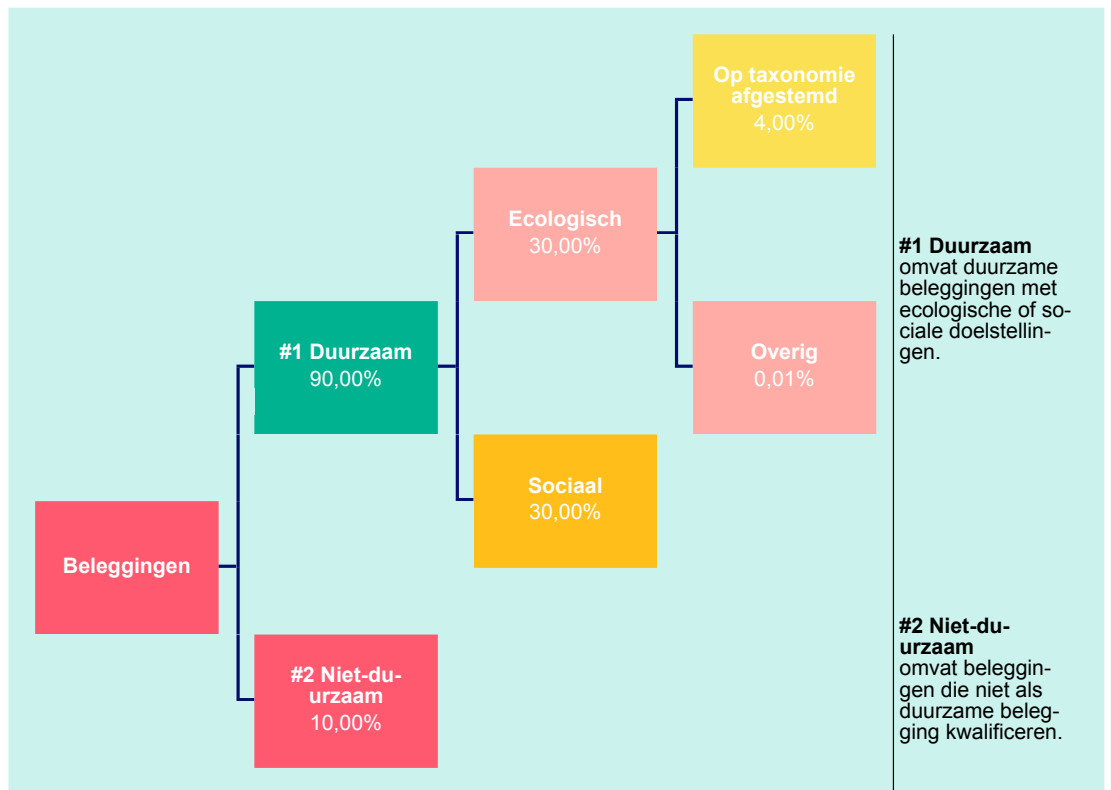 Op taxonomie
afgestemd
4,00%
Ecologisch
30,00%
#1 Duurzaam
90,00%
Overig
0,01%
Sociaal
30,00%
Beleggingen
#2 Niet-du-
urzaam
10,00%
#1 Duurzaam
omvat duurzame
beleggingen met
ecologische of so-
ciale doelstellin-
gen.
#2 Niet-du-
urzaam
omvat beleggin-
gen die niet als
duurzame beleg-
ging kwalificeren.